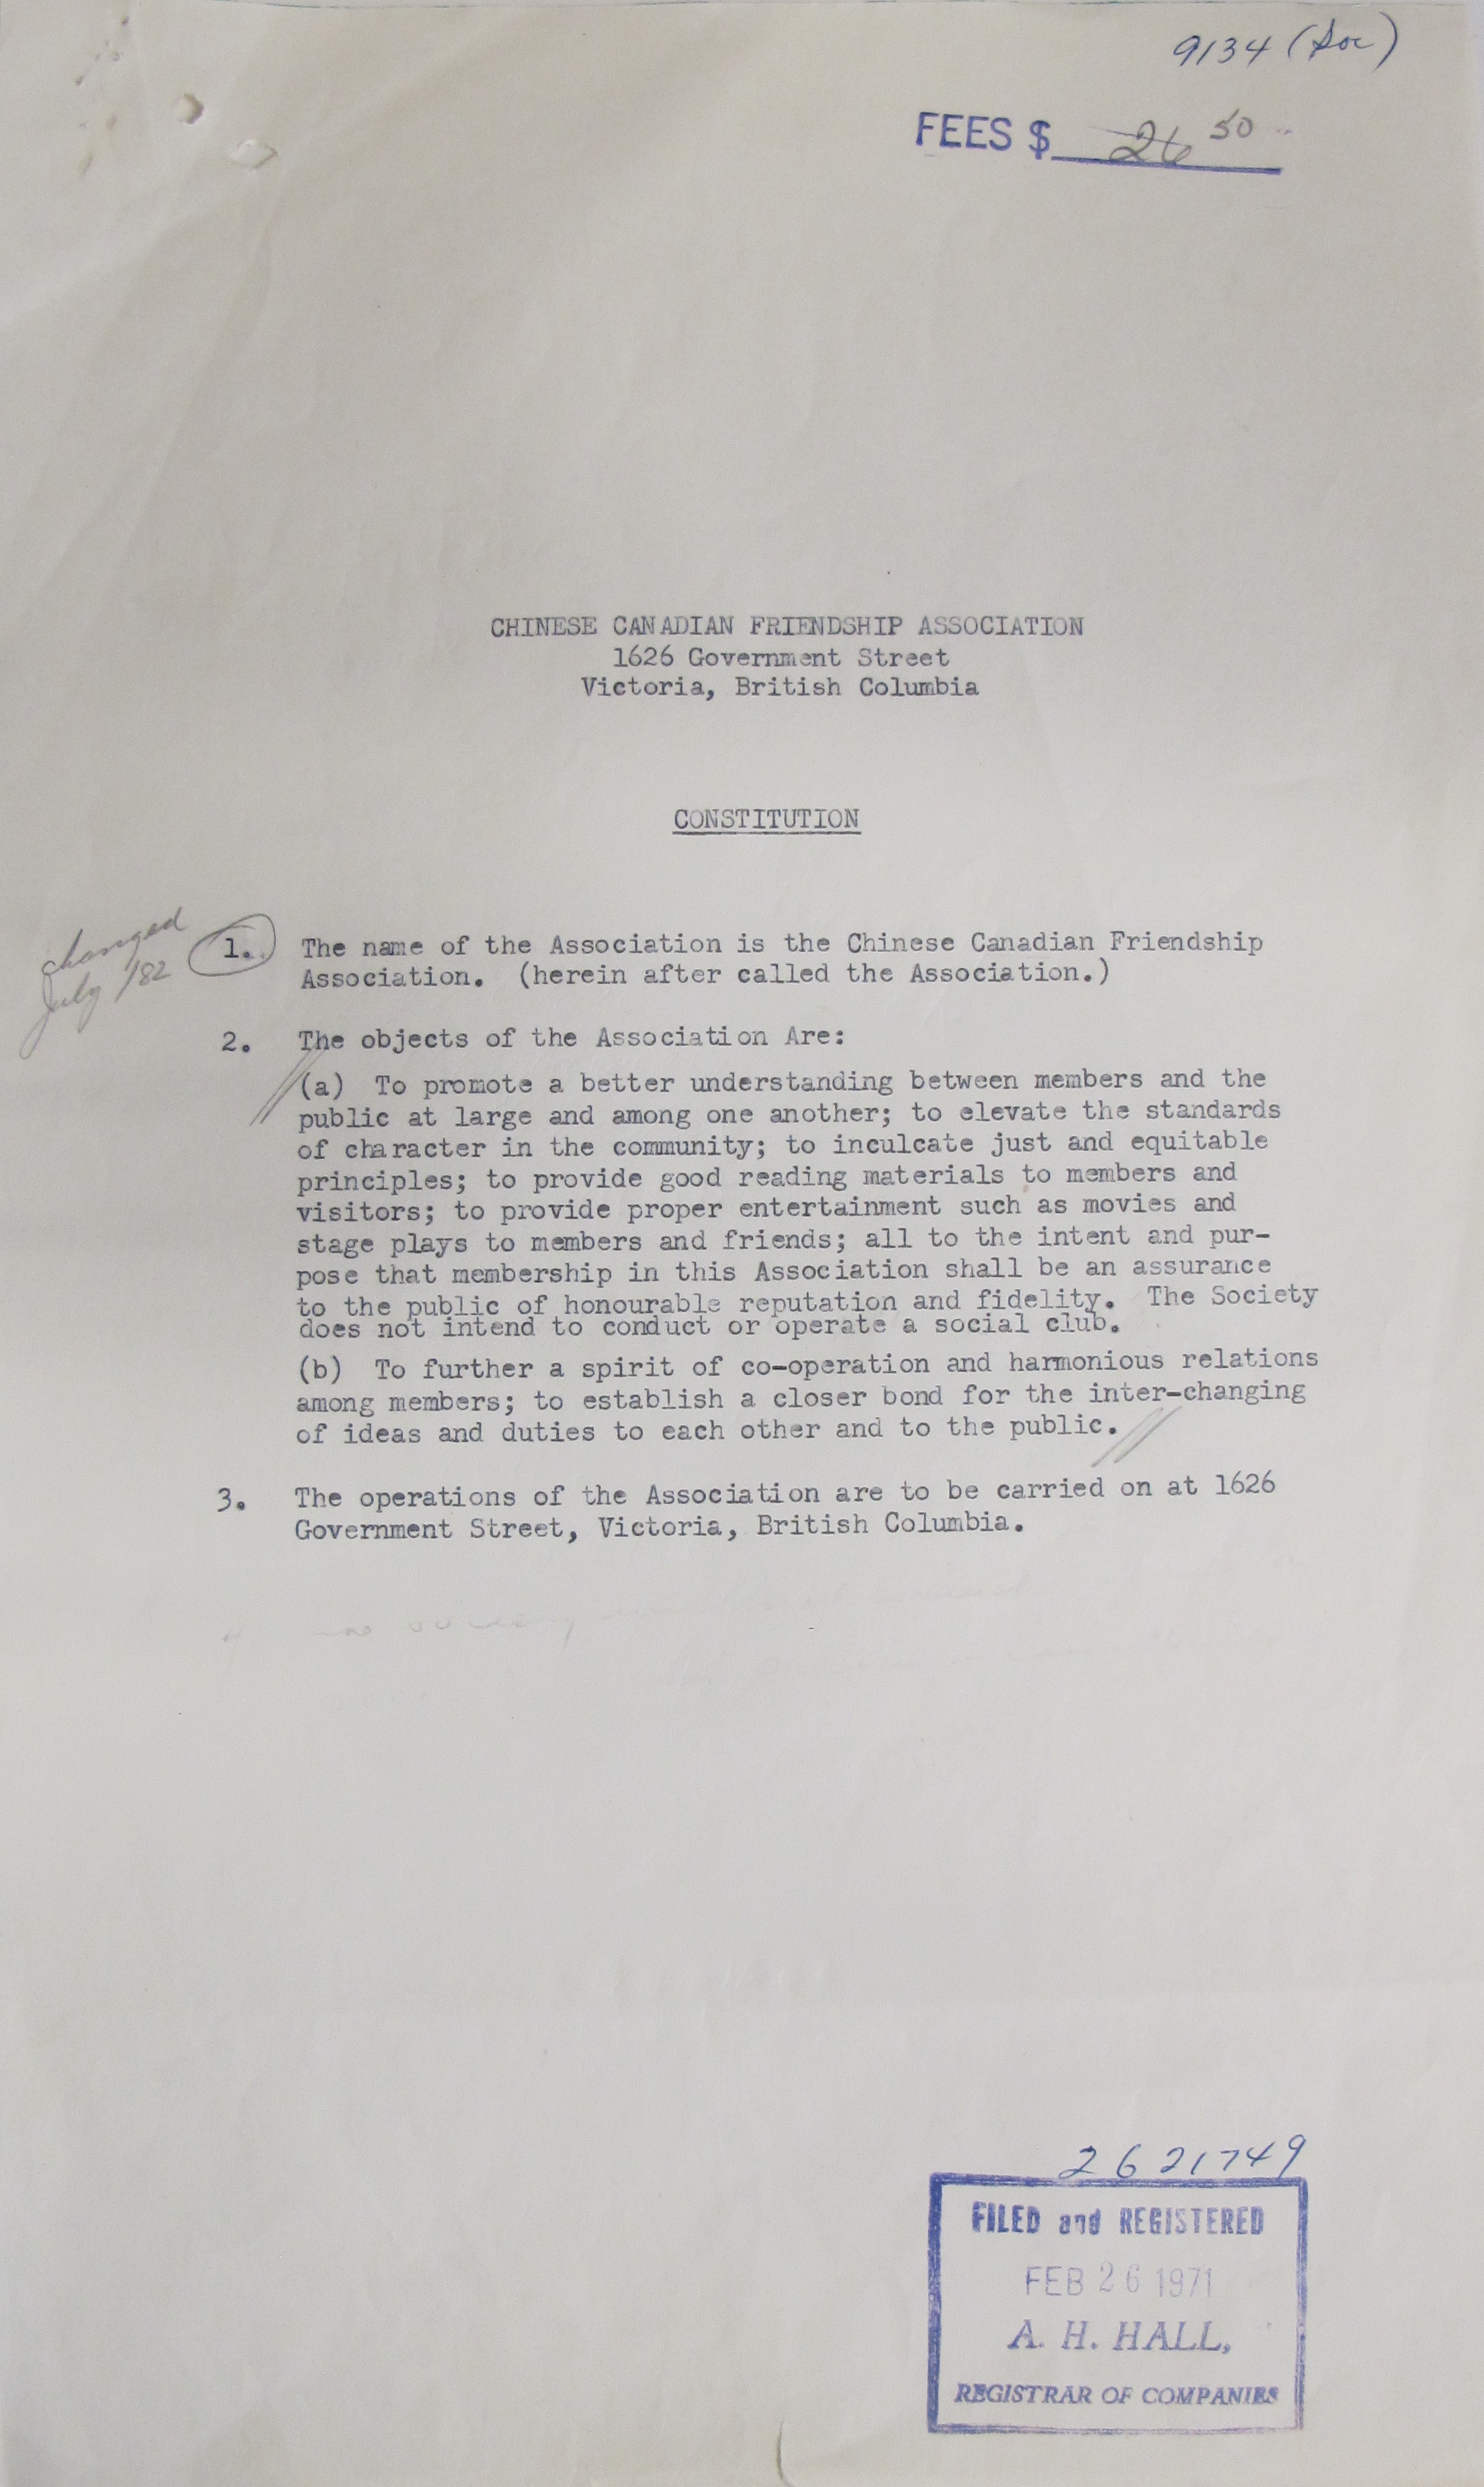 9134 (Soc)
FEES $ 26 50
CHINESE CANADIAN FRIENDSHIP ASSOCIATION
1626 Government Street
Victoria, British Columbia
CONSTITUTION
changed
July /82
1. The name of the Association is the Chinese Canadian Friendship
Association. (herein after called the Association.)
2. The objects of the Association Are:
(a) To promote a better understanding between members and the
public at large and among one another; to elevate the standards
of character in the community; to inculcate just and equitable
principles; to provide good reading materials to members and
visitors; to provide proper entertainment such as movies and
stage plays to members and friends; all to the intent and pur-
pose that membership in this Association shall be an assurance
to the public of honourable reputation and fidelity. The Society
does not intend to conduct or operate a social club.
(b) To further a spirit of co-operation and harmonious relations
among members; to establish a closer bond for the inter-changing
of ideas and duties to each other and to the public.
3. The operations of the Association are to be carried on at 1626
Government Street, Victoria, British Columbia.
2621749
FILED and REGISTERED
FEB 26 1971
A. H. HALL,
REGISTRAR OF COMPANIES